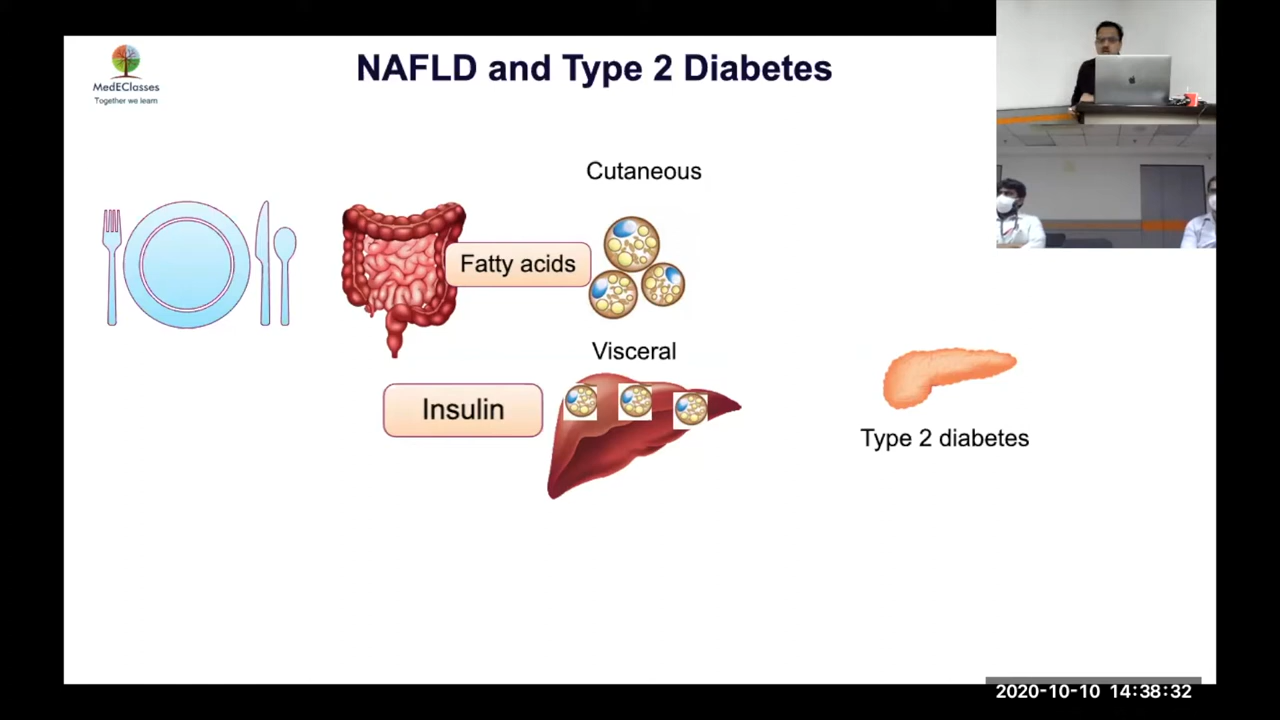 MedEClasses
Together we learn
NAFLD and Type 2 Diabetes
Cutaneous
Fatty acids
Visceral
Insulin
Type 2 diabetes
2020-10-10 14:38:32